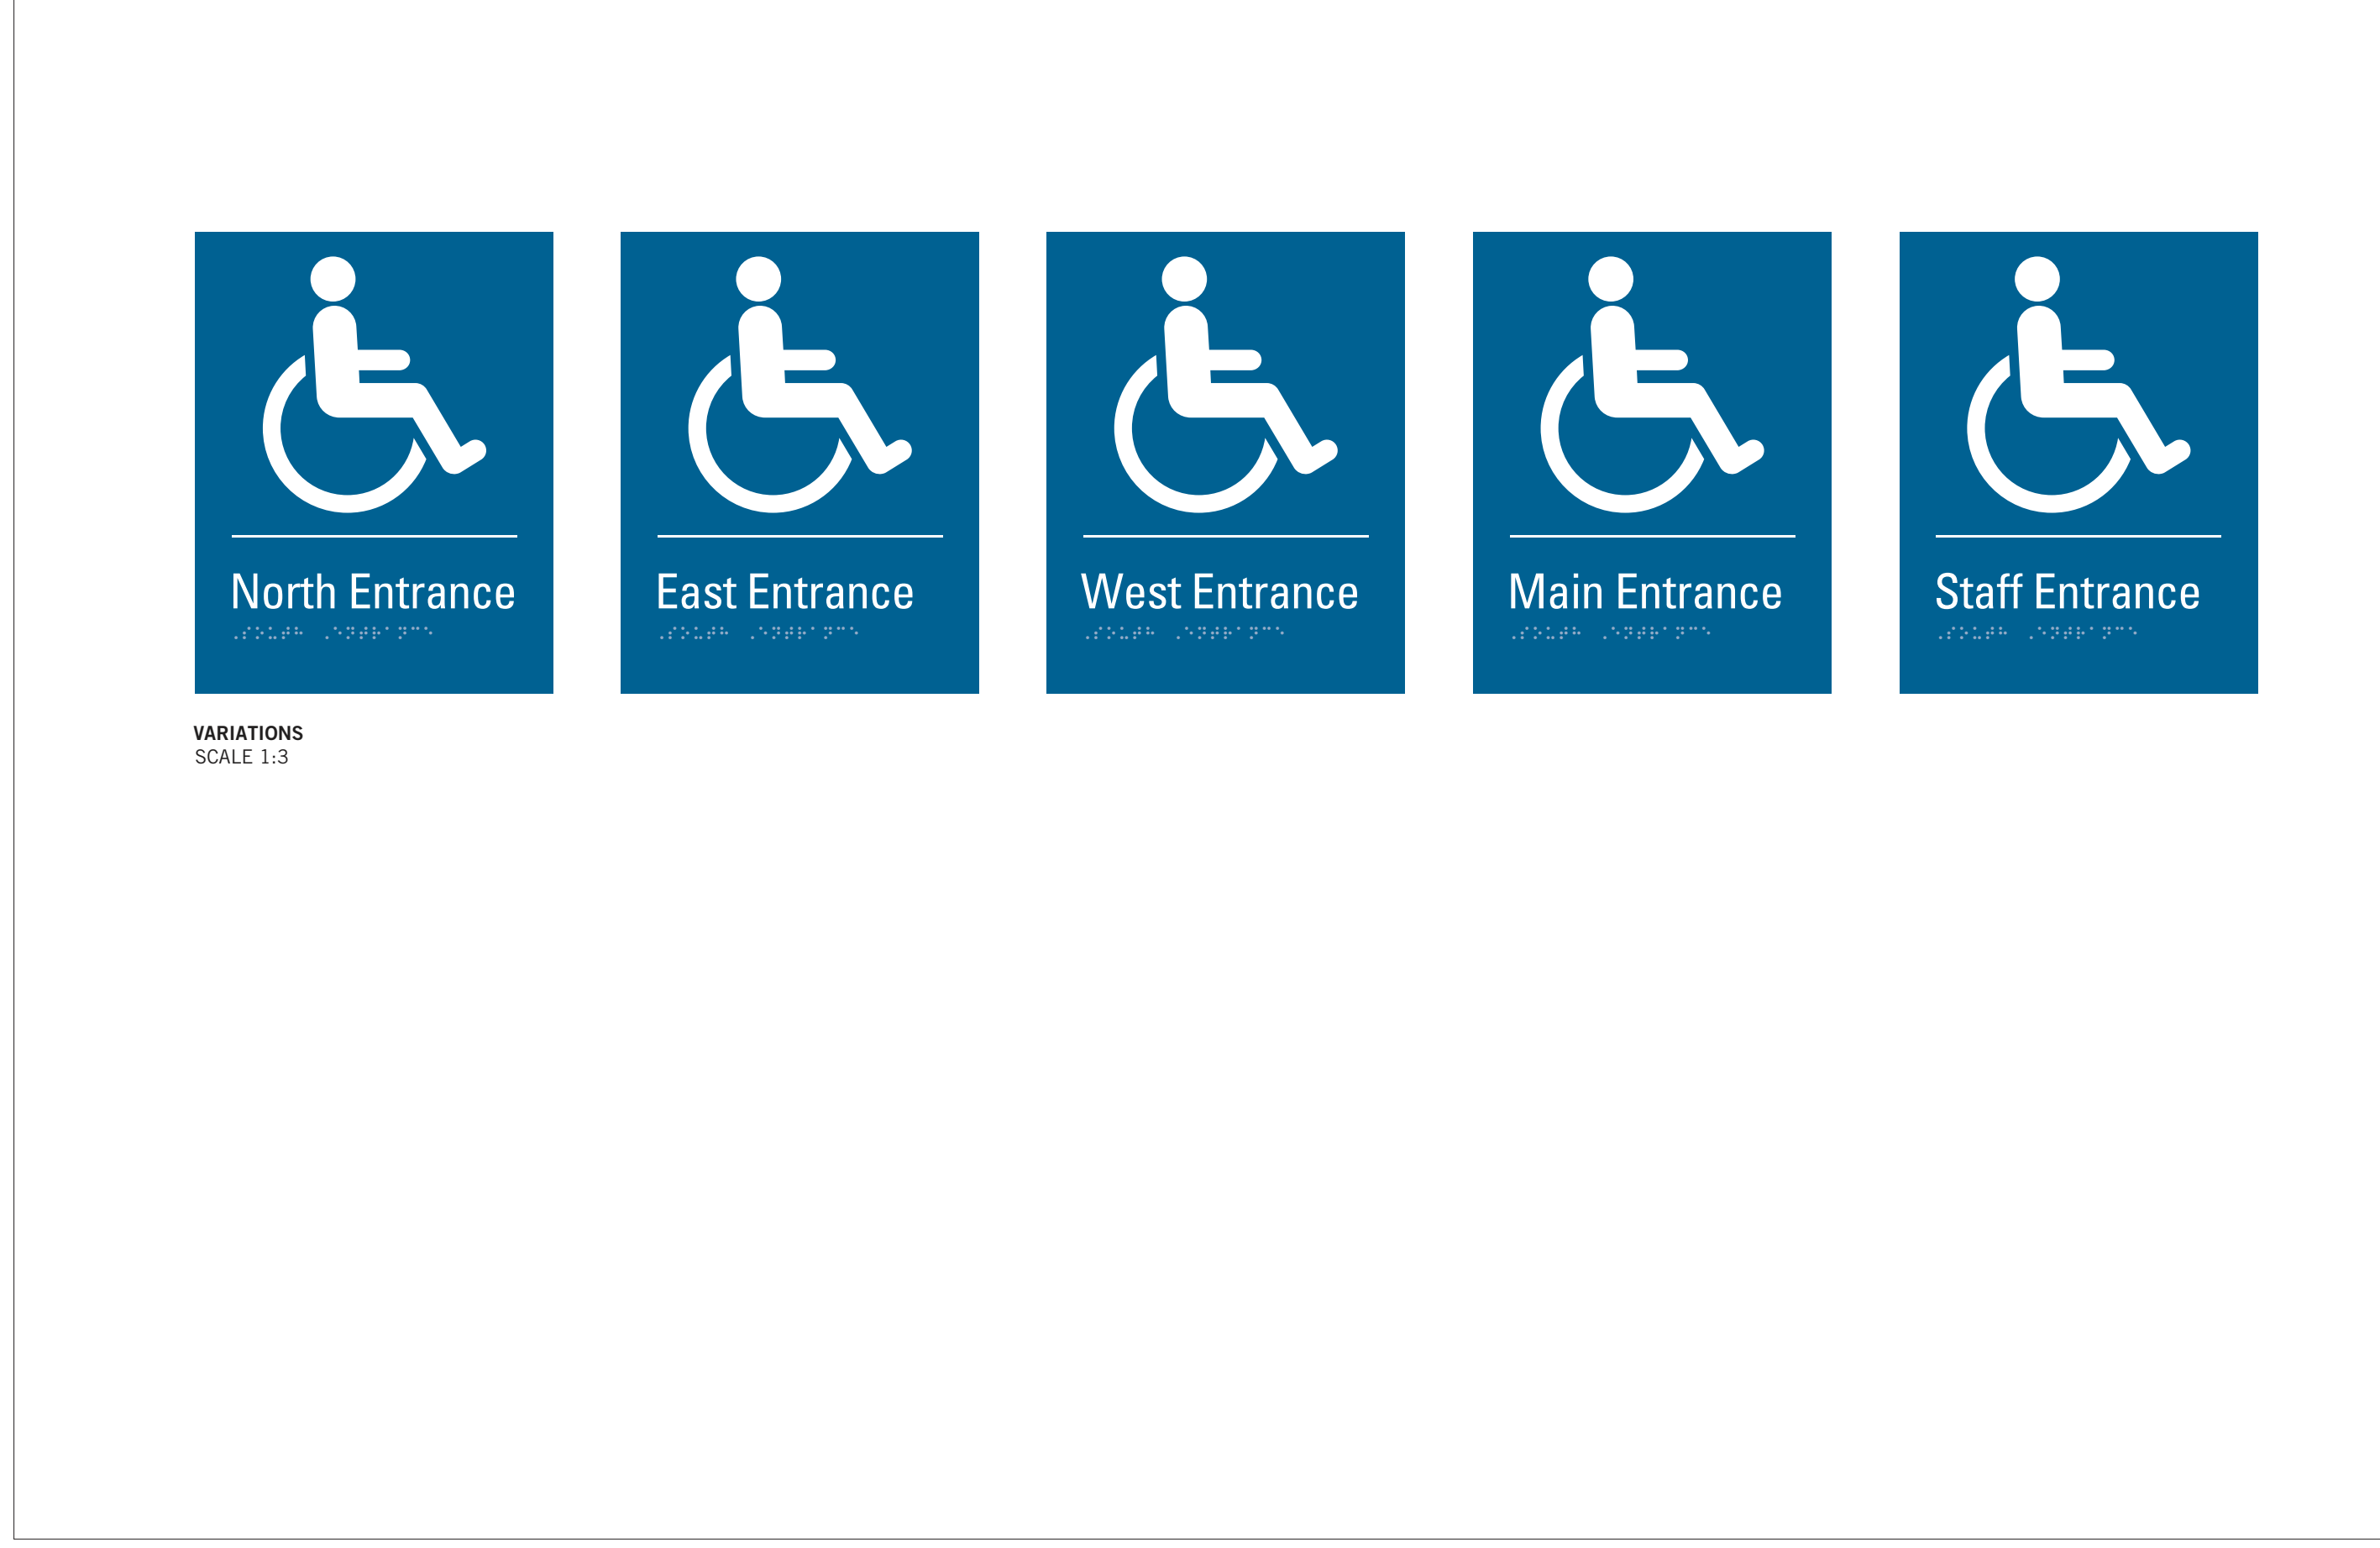 North Entrance
East Entrance
West Entrance
Main Entrance
Staff Entrance
VARIATIONS
SCALE 1:3